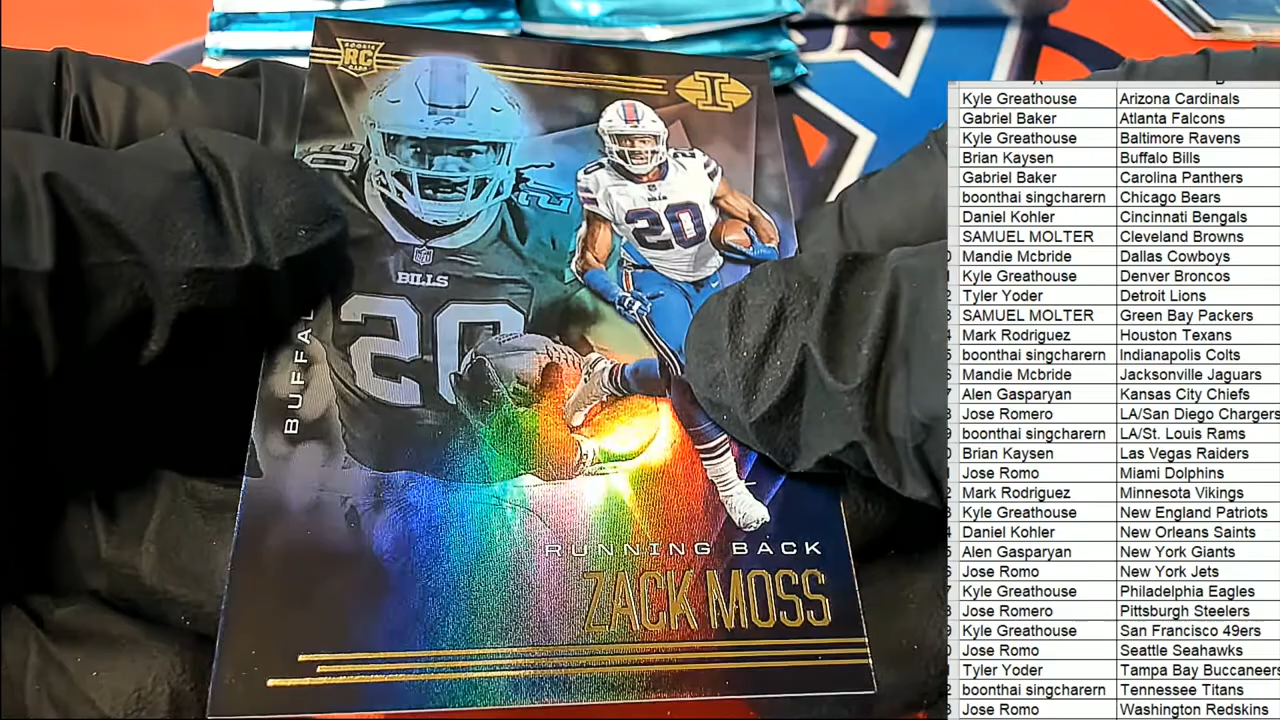 ROOKIE
RC
I
20
BILLS
20
BILLS
20
RUNNING BACK
ZACK MOSS
Kyle Greathouse Arizona Cardinals
Gabriel Baker Atlanta Falcons
Kyle Greathouse Baltimore Ravens
Brian Kaysen Buffalo Bills
Gabriel Baker Carolina Panthers
boonthai singcharern Chicago Bears
Daniel Kohler Cincinnati Bengals
SAMUEL MOLTER Cleveland Browns
Mandie Mcbride Dallas Cowboys
Kyle Greathouse Denver Broncos
Tyler Yoder Detroit Lions
SAMUEL MOLTER Green Bay Packers
Mark Rodriguez Houston Texans
boonthai singcharern Indianapolis Colts
Mandie Mcbride Jacksonville Jaguars
Alen Gasparyan Kansas City Chiefs
Jose Romero LA/San Diego Chargers
boonthai singcharern LA/St. Louis Rams
Brian Kaysen Las Vegas Raiders
Jose Romo Miami Dolphins
Mark Rodriguez Minnesota Vikings
Kyle Greathouse New England Patriots
Daniel Kohler New Orleans Saints
Alen Gasparyan New York Giants
Jose Romo New York Jets
Kyle Greathouse Philadelphia Eagles
Jose Romero Pittsburgh Steelers
Kyle Greathouse San Francisco 49ers
Jose Romo Seattle Seahawks
Tyler Yoder Tampa Bay Buccaneers
boonthai singcharern Tennessee Titans
Jose Romo Washington Redskins